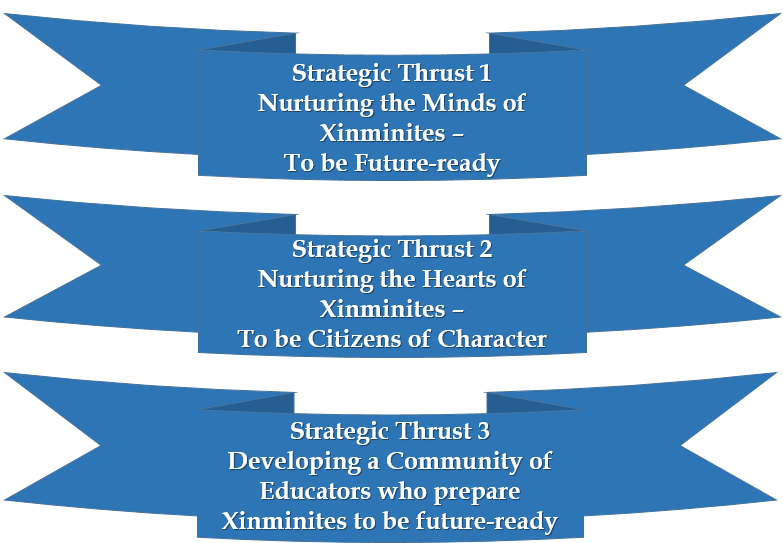 Strategic Thrust 1
Nurturing the Minds of
Xinminites –
To be Future-ready
Strategic Thrust 2
Nurturing the Hearts of
Xinminites –
To be Citizens of Character
Strategic Thrust 3
Developing a Community of
Educators who prepare
Xinminites to be future-ready